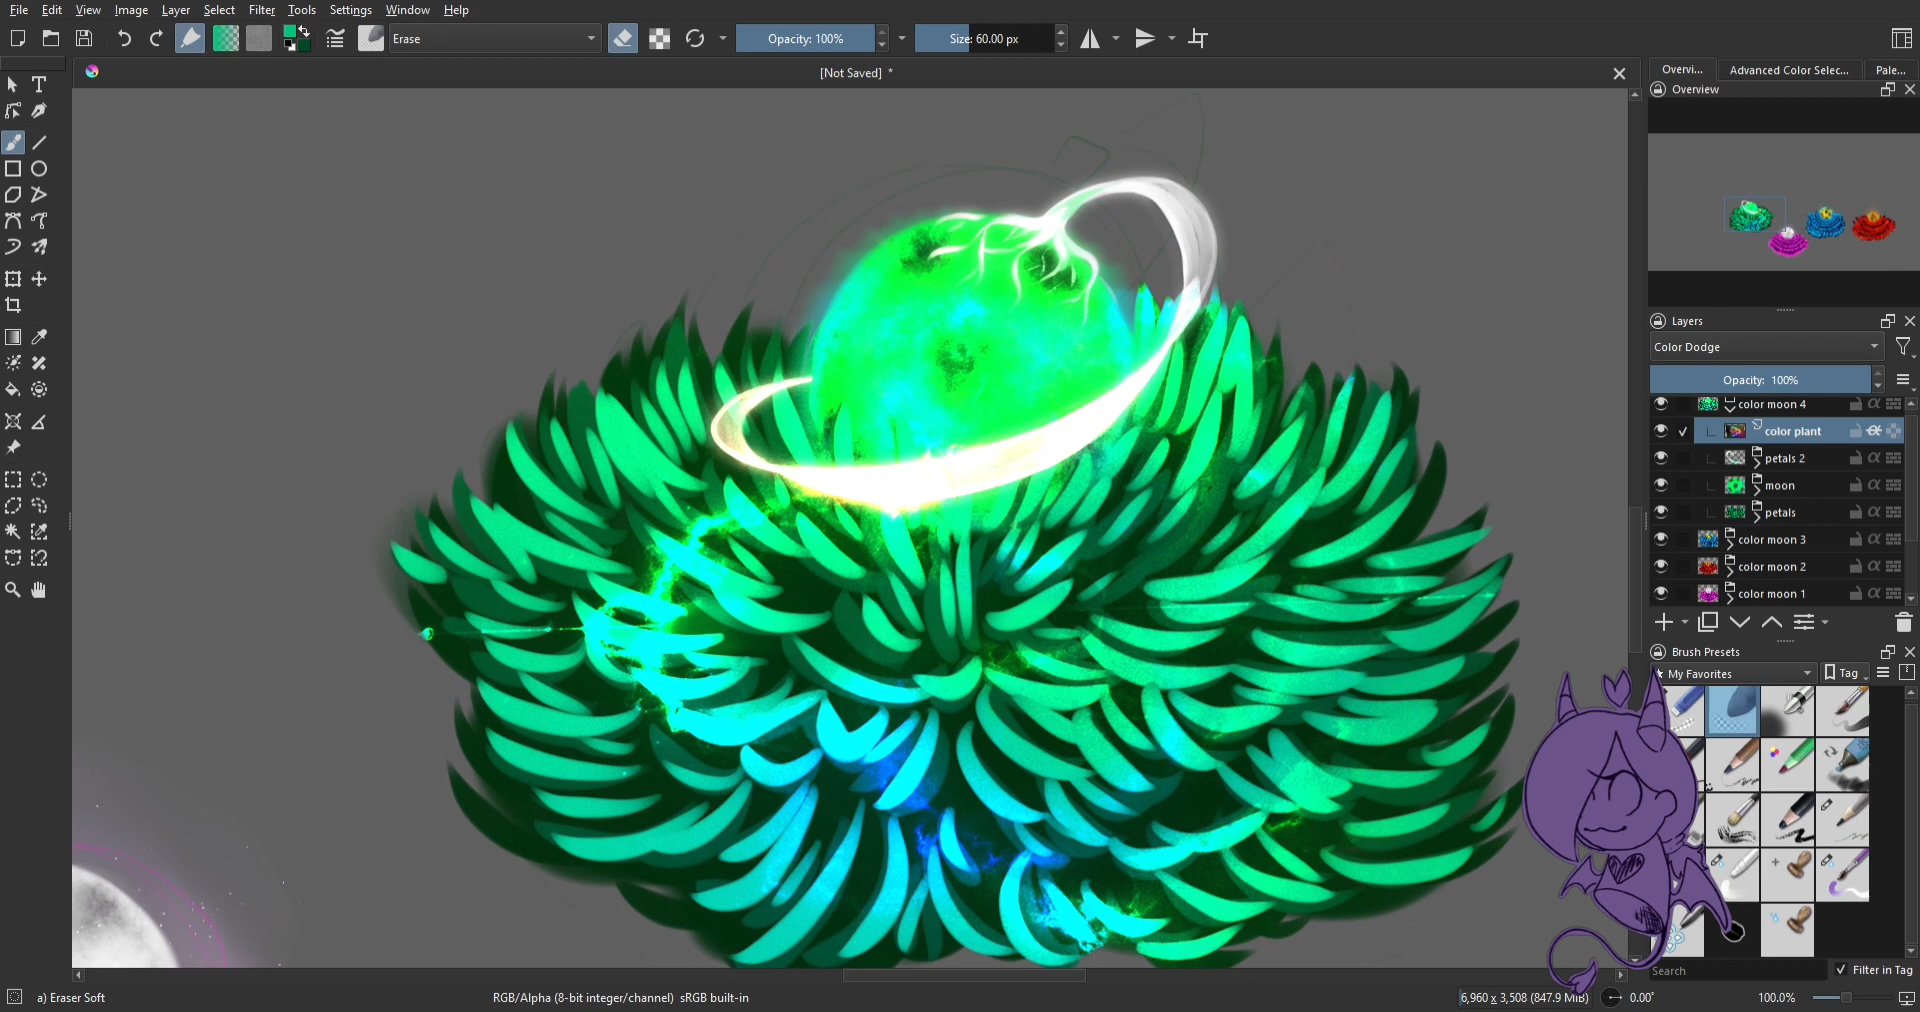 File Edit View Image Layer Select Filter Tools Settings Window Help
Erase
Opacity: 100%
Size: 60.00 px
[Not Saved] *
Overvi...
Advanced Color Selec...
Pale...
Overview
Layers
Color Dodge
Opacity: 100%
color moon 4
color plant
petals 2
moon
petals
color moon 3
color moon 2
color moon 1
Brush Presets
My Favorites
Tag
Search
Filter in Tag
a) Eraser Soft
RGB/Alpha (8-bit integer/channel) sRGB built-in
6,960 x 3,508 (847.9 MiB)
0.00°
100.0%